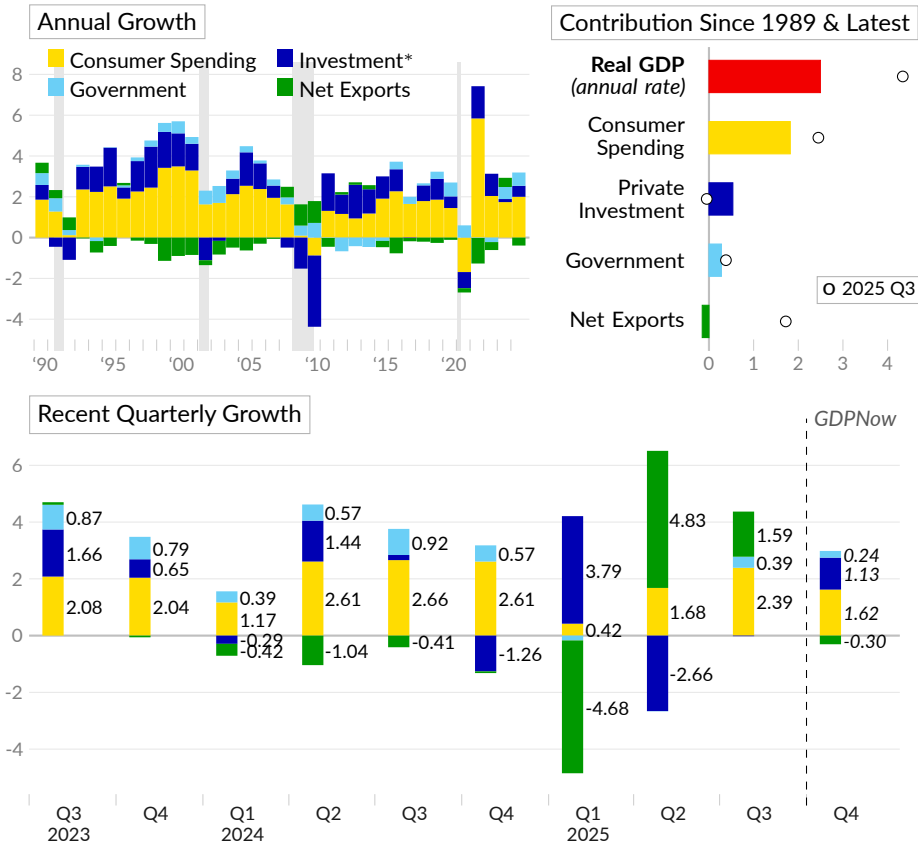 Annual Growth
Consumer Spending
Investment*
Government
Net Exports
8
6
4
2
0
-2
-4
‘90
‘95
‘00
‘05
‘10
‘15
‘20
Contribution Since 1989 & Latest
Real GDP
(annual rate)
Consumer
Spending
Private
Investment
Government
Net Exports
2025 Q3
0
1
2
3
4
Recent Quarterly Growth
GDPNow
6
4
2
0
-2
-4
0.87
1.66
2.08
0.79
0.65
2.04
0.39
1.17
-0.29
-0.42
0.57
1.44
2.61
-1.04
0.92
2.66
-0.41
0.57
2.61
-1.26
3.79
0.42
-4.68
4.83
1.68
-2.66
1.59
0.39
2.39
0.24
1.13
1.62
-0.30
Q3
2023
Q4
Q1
2024
Q2
Q3
Q4
Q1
2025
Q2
Q3
Q4